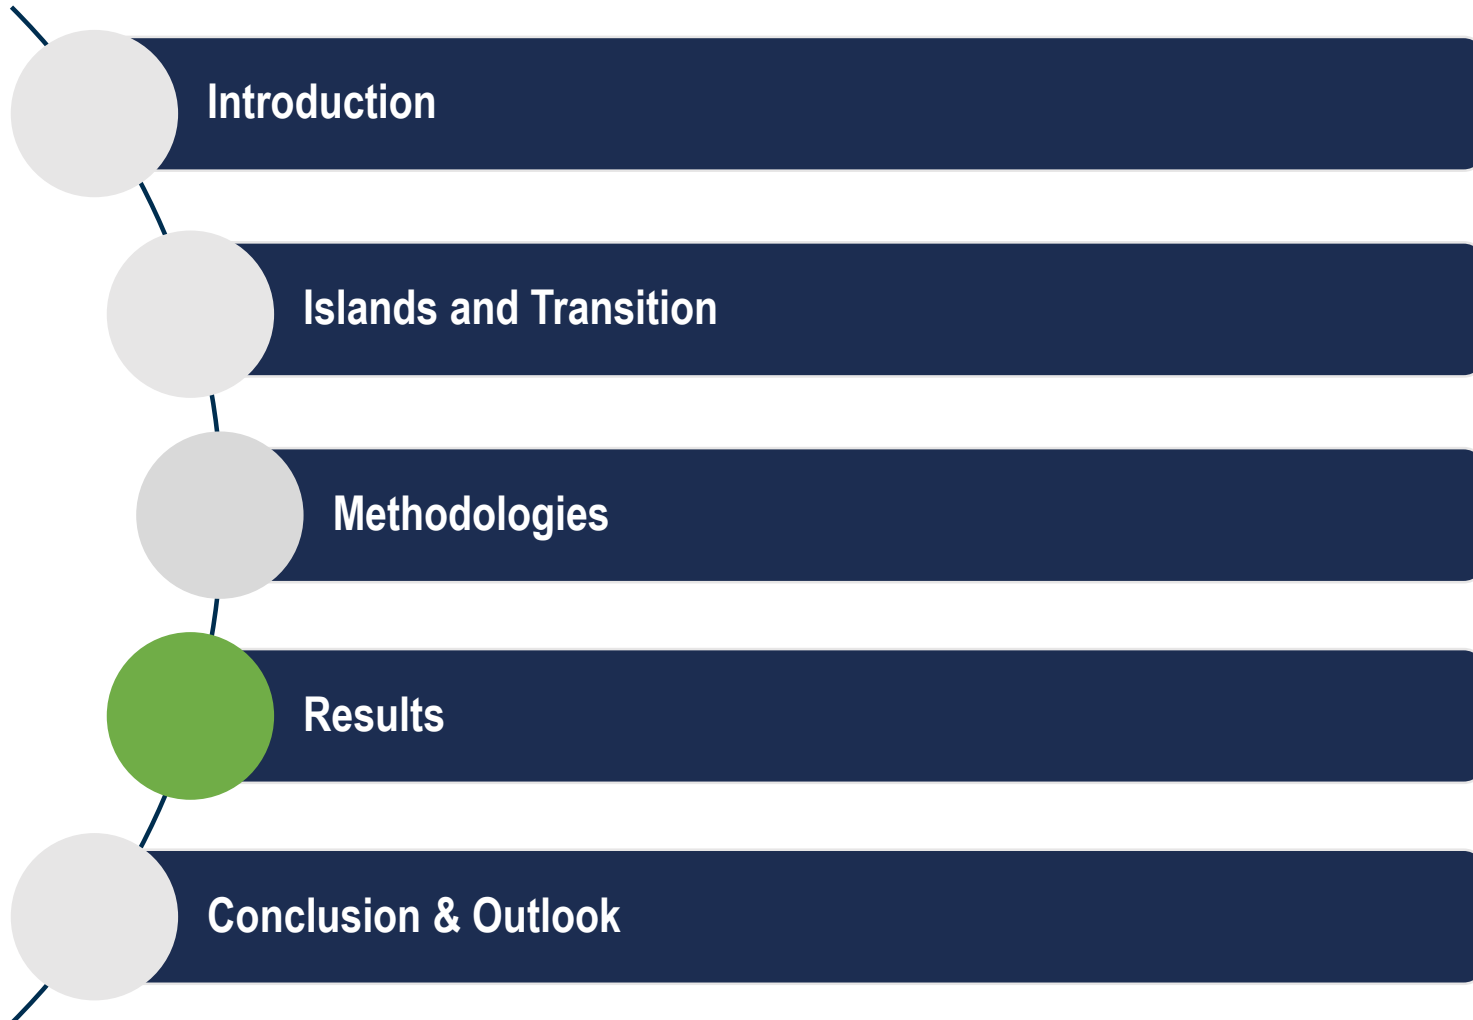 Introduction
Islands and Transition
Methodologies
Results
Conclusion & Outlook